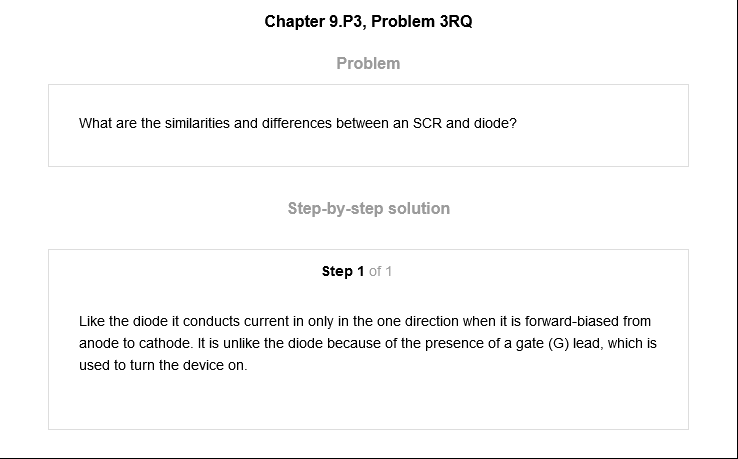 Chapter 9.P3, Problem 3RQ
Problem
What are the similarities and differences between an SCR and diode?
Step-by-step solution
Step 1 of 1
Like the diode it conducts current in only in the one direction when it is forward-biased from
anode to cathode. It is unlike the diode because of the presence of a gate (G) lead, which is
used to turn the device on.